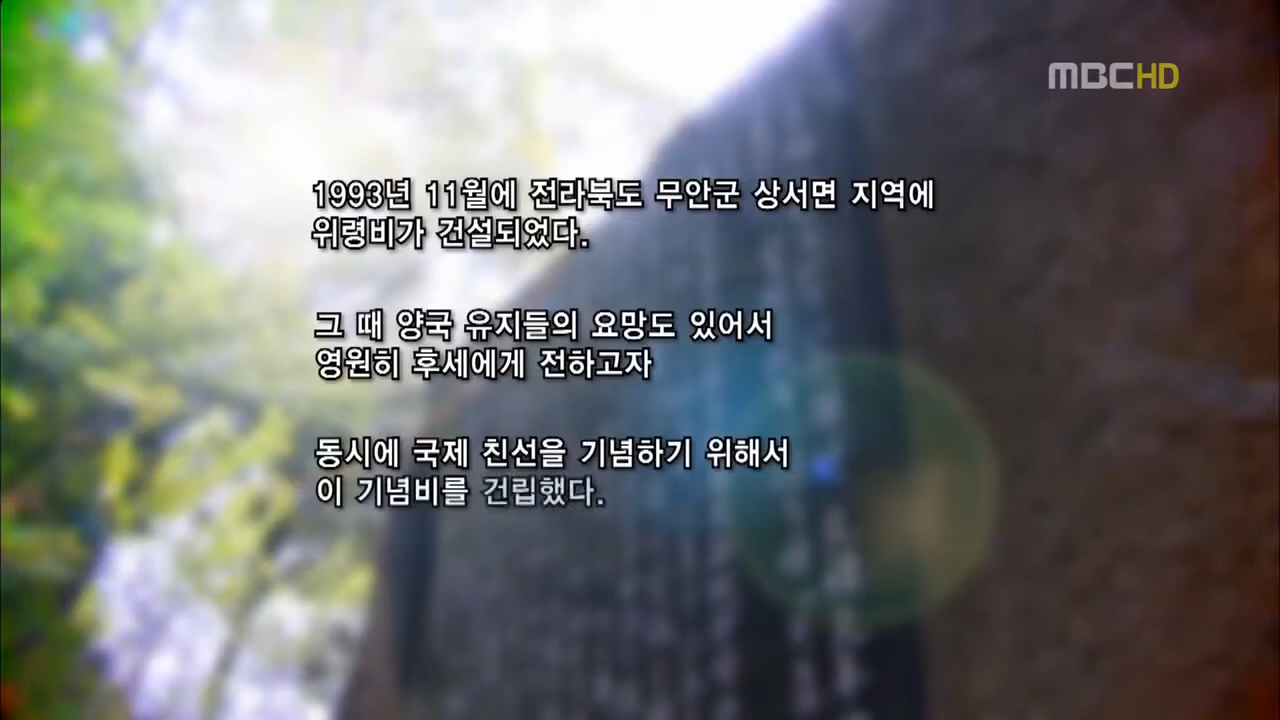 MBCHD
1993년 11월에 전라북도 무안군 상서면 지역에
위령비가 건설되었다.
그 때 양국 유지들의 요망도 있어서
영원히 후세에게 전하고자
동시에 국제 친선을 기념하기 위해서
이 기념비를 건립했다.